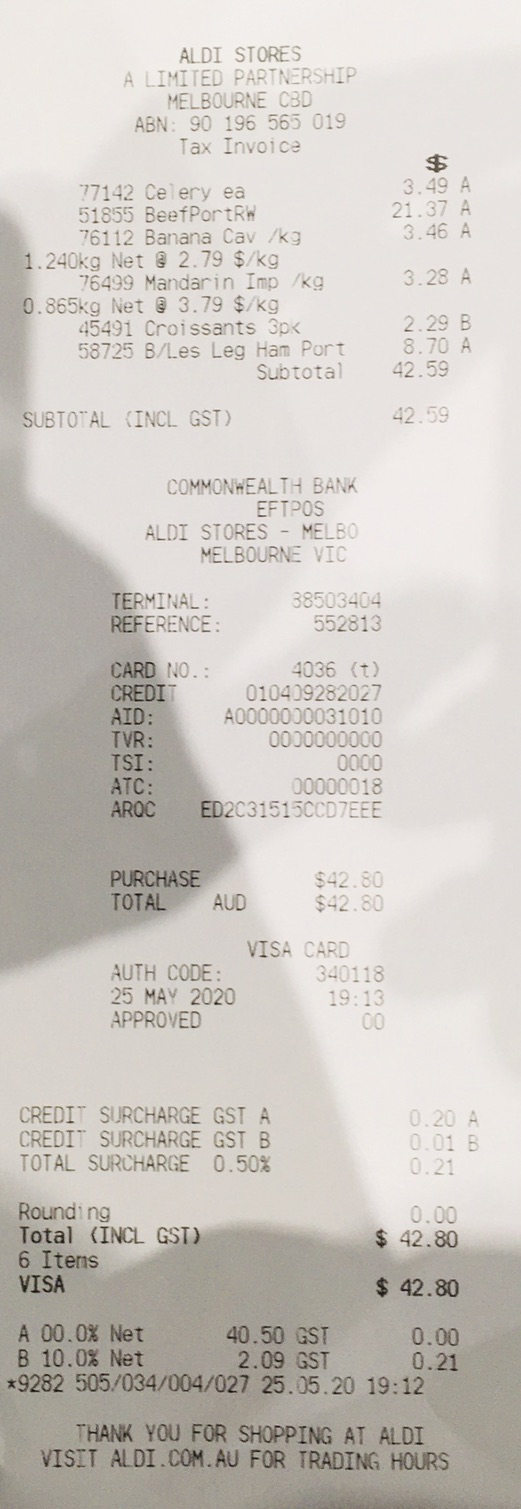 ALDI STORES
A LIMITED PARTNERSHIP
MELBOURNE CBD
ABN: 90 196 565 019
Tax Invoice
$
77142 Celery ea 3.49 A
51855 BeefPortRW 21.37 A
76112 Banana Cav /kg 3.46 A
1.240kg Net @ 2.79 $/kg
76499 Mandarin Imp /kg 3.28 A
0.865kg Net @ 3.79 $/kg
45491 Croissants 3pk 2.29 B
58725 B/Les Leg Ham Port 8.70 A
Subtotal 42.59
SUBTOTAL (INCL GST) 42.59
COMMONWEALTH BANK
EFTPOS
ALDI STORES - MELBO
MELBOURNE VIC
TERMINAL: 38503404
REFERENCE: 552813
CARD NO.: 4036 (t)
CREDIT 010409282027
AID: A0000000031010
TVR: 0000000000
TSI: 0000
ATC: 00000018
ARQC ED2C31515CCD7EEE
PURCHASE $42.80
TOTAL AUD $42.80
VISA CARD
AUTH CODE: 340118
25 MAY 2020 19:13
APPROVED 00
CREDIT SURCHARGE GST A 0.20 A
CREDIT SURCHARGE GST B 0.01 B
TOTAL SURCHARGE 0.50% 0.21
Rounding 0.00
Total (INCL GST) $ 42.80
6 Items
VISA $ 42.80
A 00.0% Net 40.50 GST 0.00
B 10.0% Net 2.09 GST 0.21
*9282 505/034/004/027 25.05.20 19:12
THANK YOU FOR SHOPPING AT ALDI
VISIT ALDI.COM.AU FOR TRADING HOURS